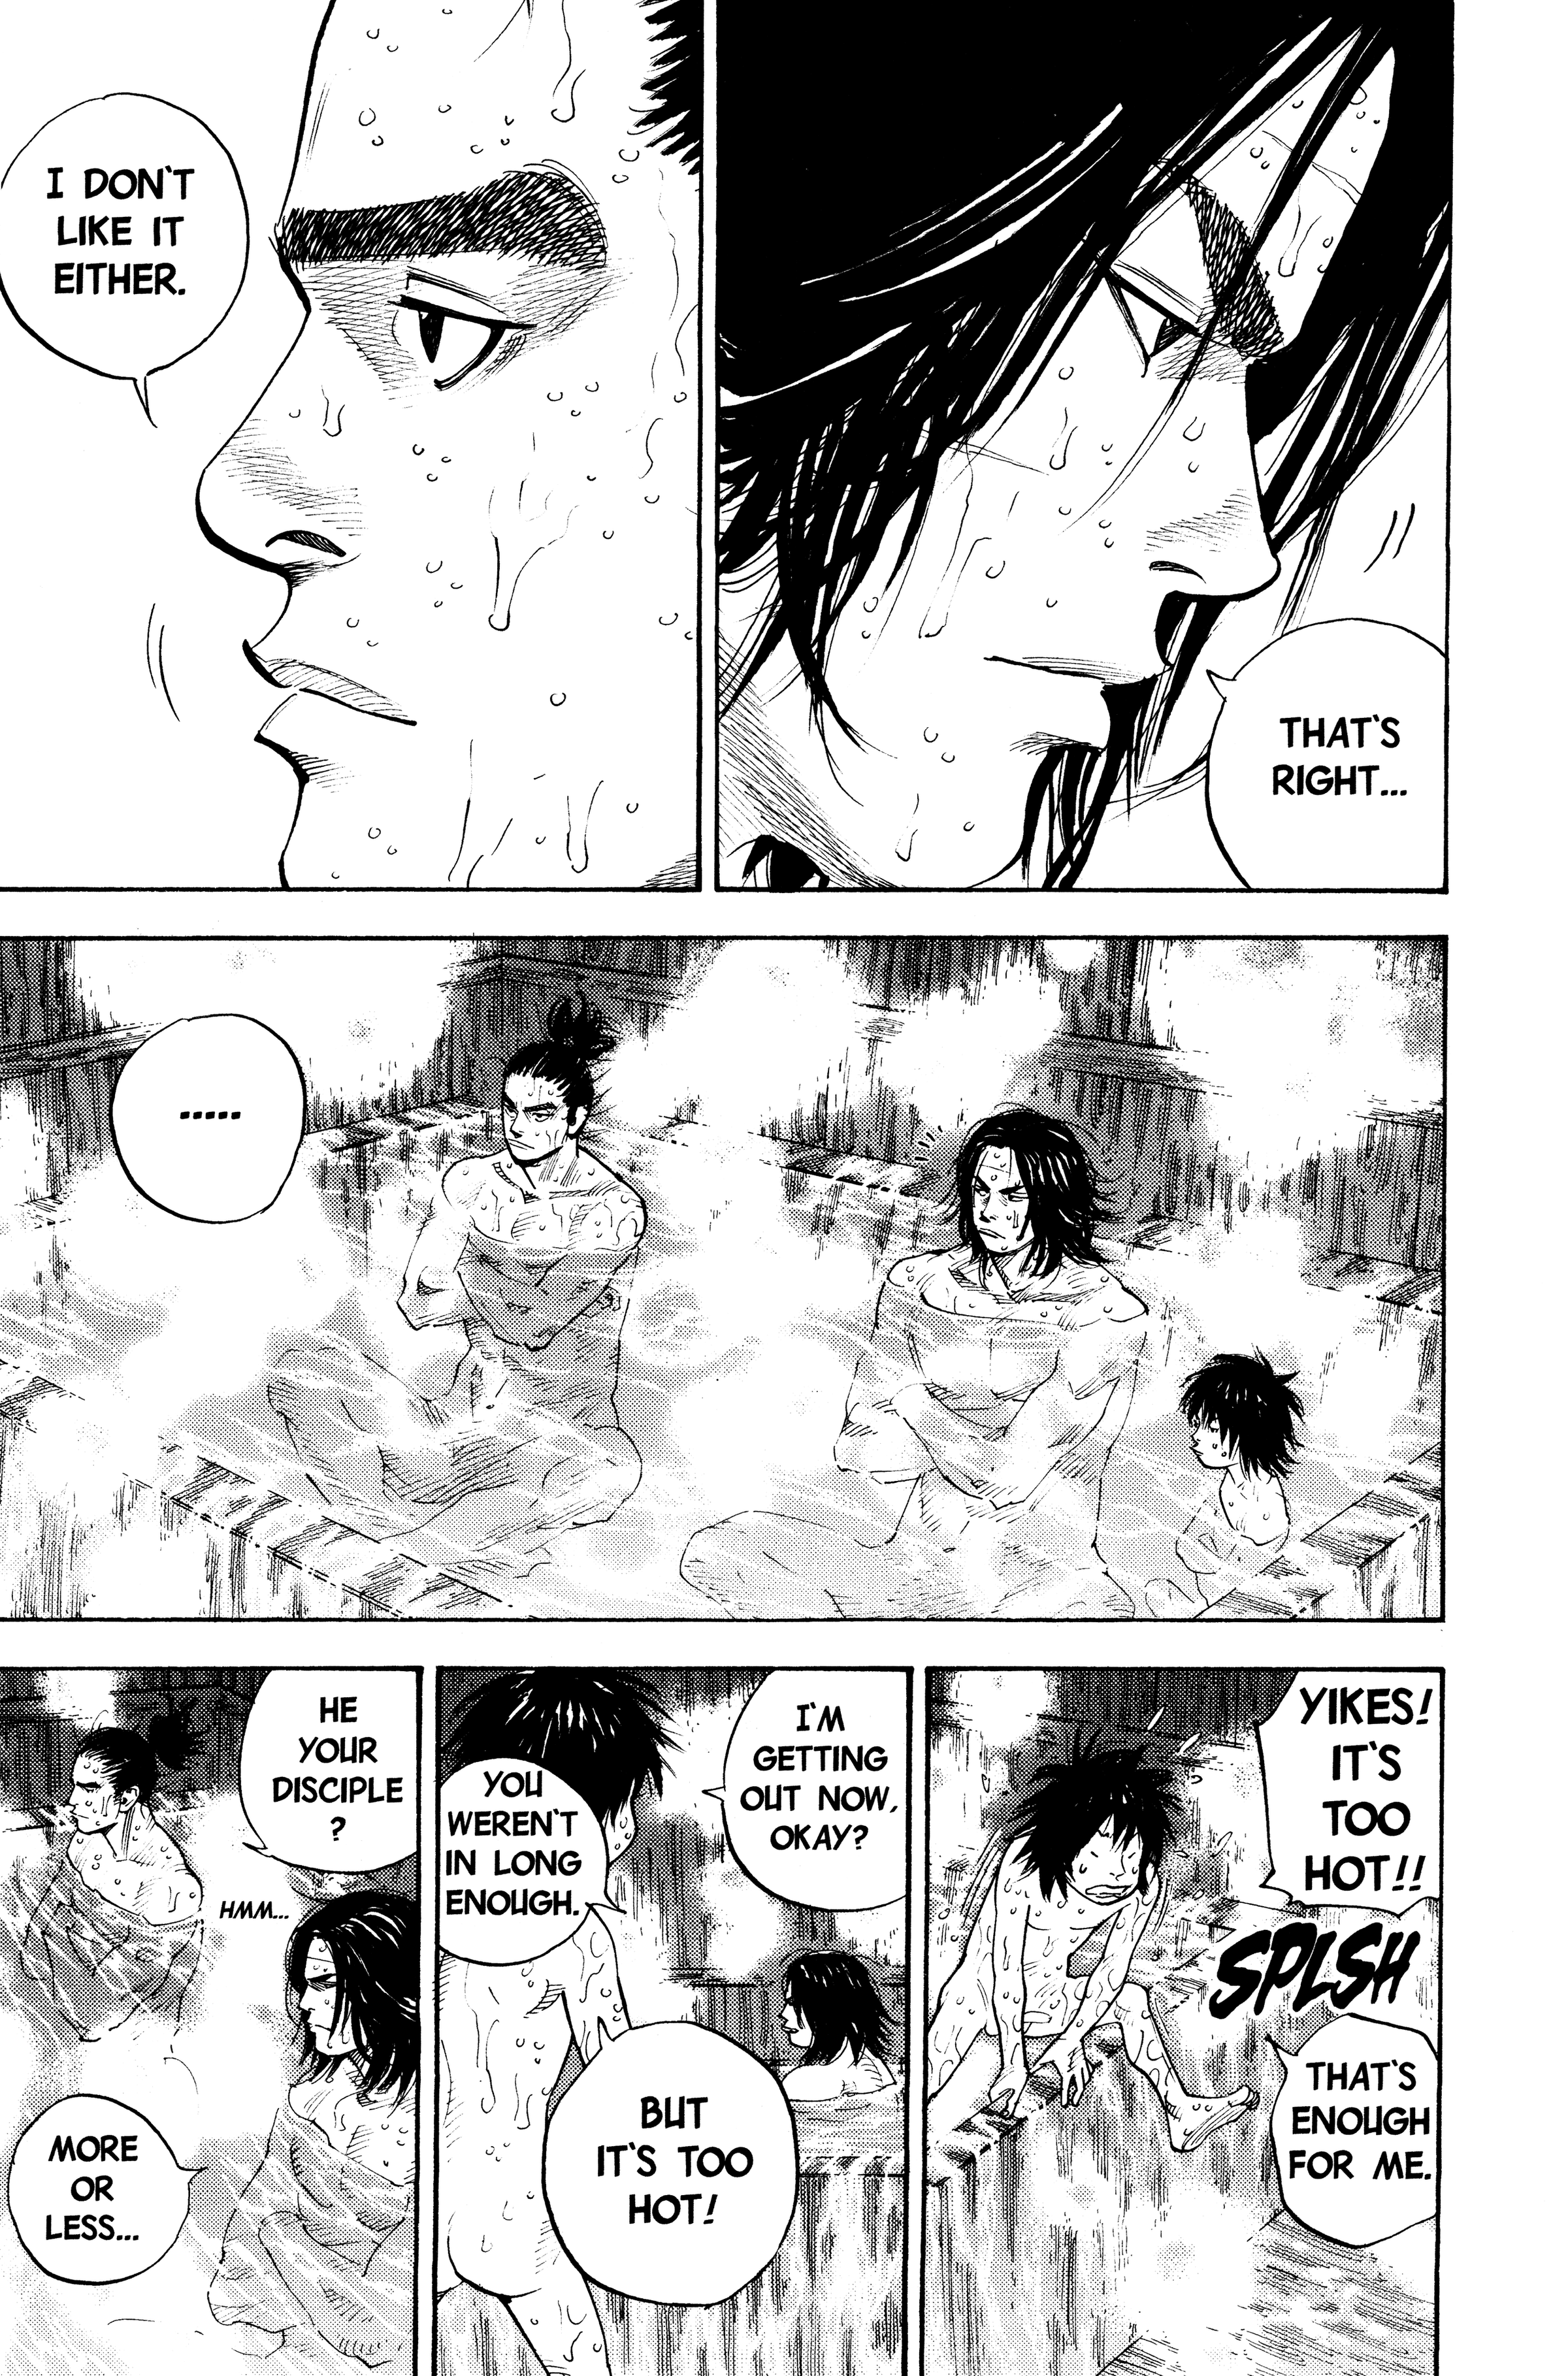 THAT'S
RIGHT...
I DON'T
LIKE IT
EITHER.
.....
YIKES!
IT'S
TOO
HOT!!
SPLSH
THAT'S
ENOUGH
FOR ME.
I'M
GETTING
OUT NOW,
OKAY?
YOU
WEREN'T
IN LONG
ENOUGH.
BUT
IT'S TOO
HOT!
HE
YOUR
DISCIPLE
?
HMM...
MORE
OR
LESS...